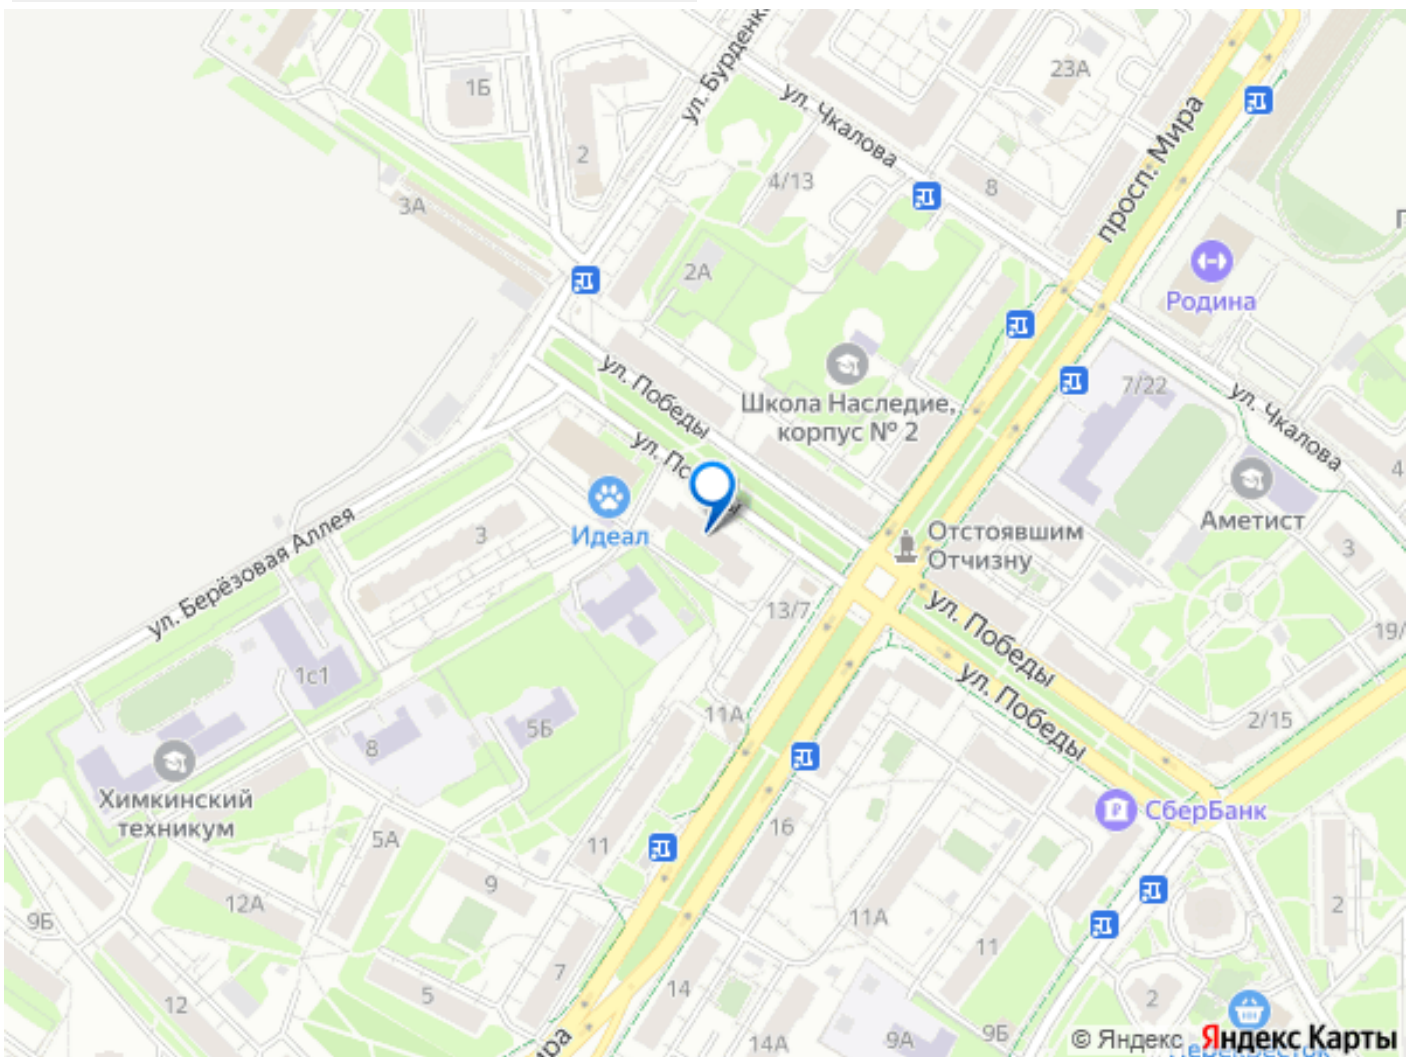 ул. Бурденко
1Б
23А
ул. Чкалова
просп. Мира
2
4/13
8
3А
2А
Родина
ул. Победы
7/22
Школа Наследие,
корпус № 2
ул. Чкалова
4
Идеал
3
Аметист
Отстоявшим
Отчизну
3
ул. Берёзовая Аллея
13/7
ул. Победы
19/
1с1
ул. Победы
11А
2/15
5Б
8
Химкинский
техникум
СберБанк
16
5А
11
9
12А
9Б
11А
2
11
7
12
5
14
2
14А
9А
9Б
© Яндекс Яндекс Карты